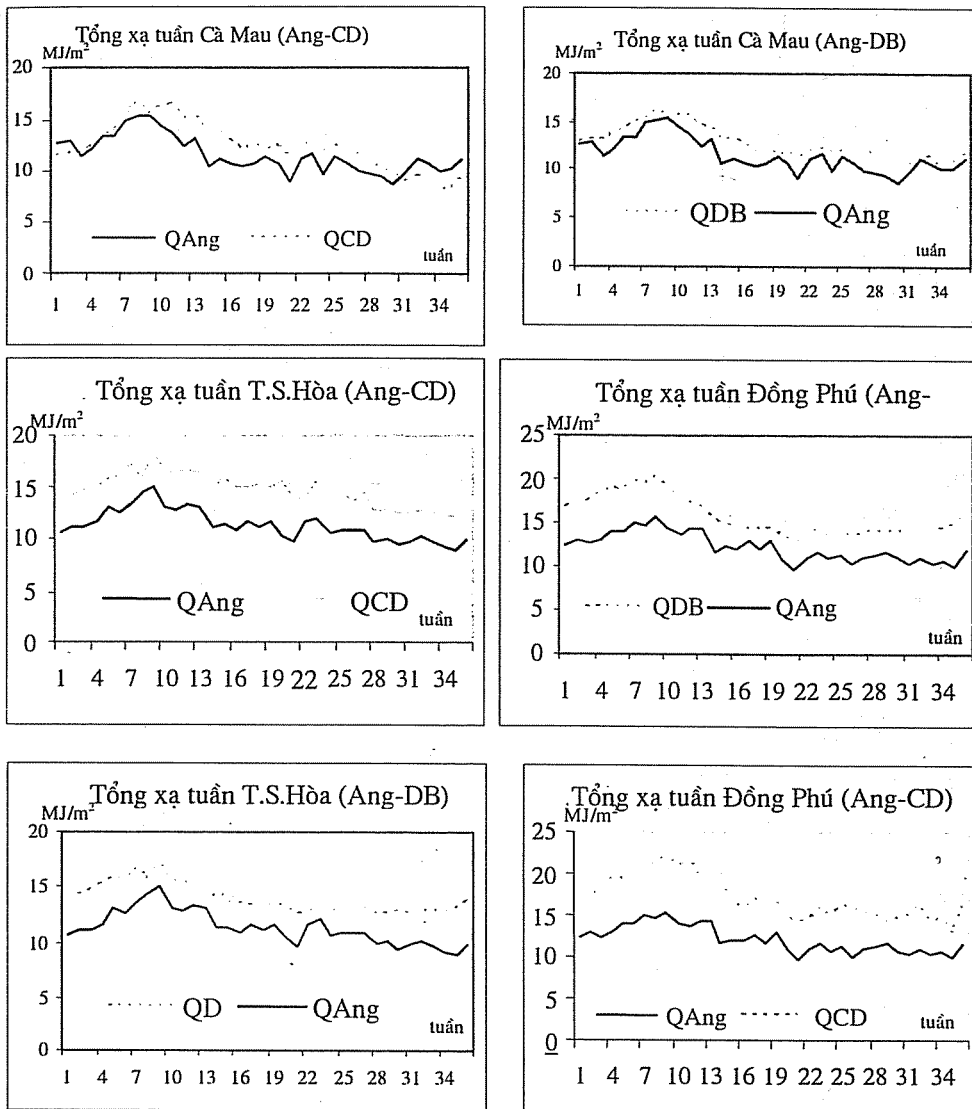 Tổng xạ tuần Cà Mau (Ang-CD)
MJ/m²
20
15
10
5
0
QAng QCD
tuần
1 4 7 10 13 16 19 22 25 28 31 34
Tổng xạ tuần Cà Mau (Ang-DB)
MJ/m²
20
15
10
5
0
QDB QAng
tuần
1 4 7 10 13 16 19 22 25 28 31 34
Tổng xạ tuần T.S.Hòa (Ang-CD)
MJ/m²
20
15
10
5
0
QAng QCD
tuần
1 4 7 10 13 16 19 22 25 28 31 34
Tổng xạ tuần Đồng Phú (Ang-
MJ/m²
25
20
15
10
5
0
QDB QAng
tuần
1 4 7 10 13 16 19 22 25 28 31 34
Tổng xạ tuần T.S.Hòa (Ang-DB)
MJ/m²
20
15
10
5
0
QD QAng
tuần
1 4 7 10 13 16 19 22 25 28 31 34
Tổng xạ tuần Đồng Phú (Ang-CD)
MJ/m²
25
20
15
10
5
0
QAng QCD
tuần
1 4 7 10 13 16 19 22 25 28 31 34